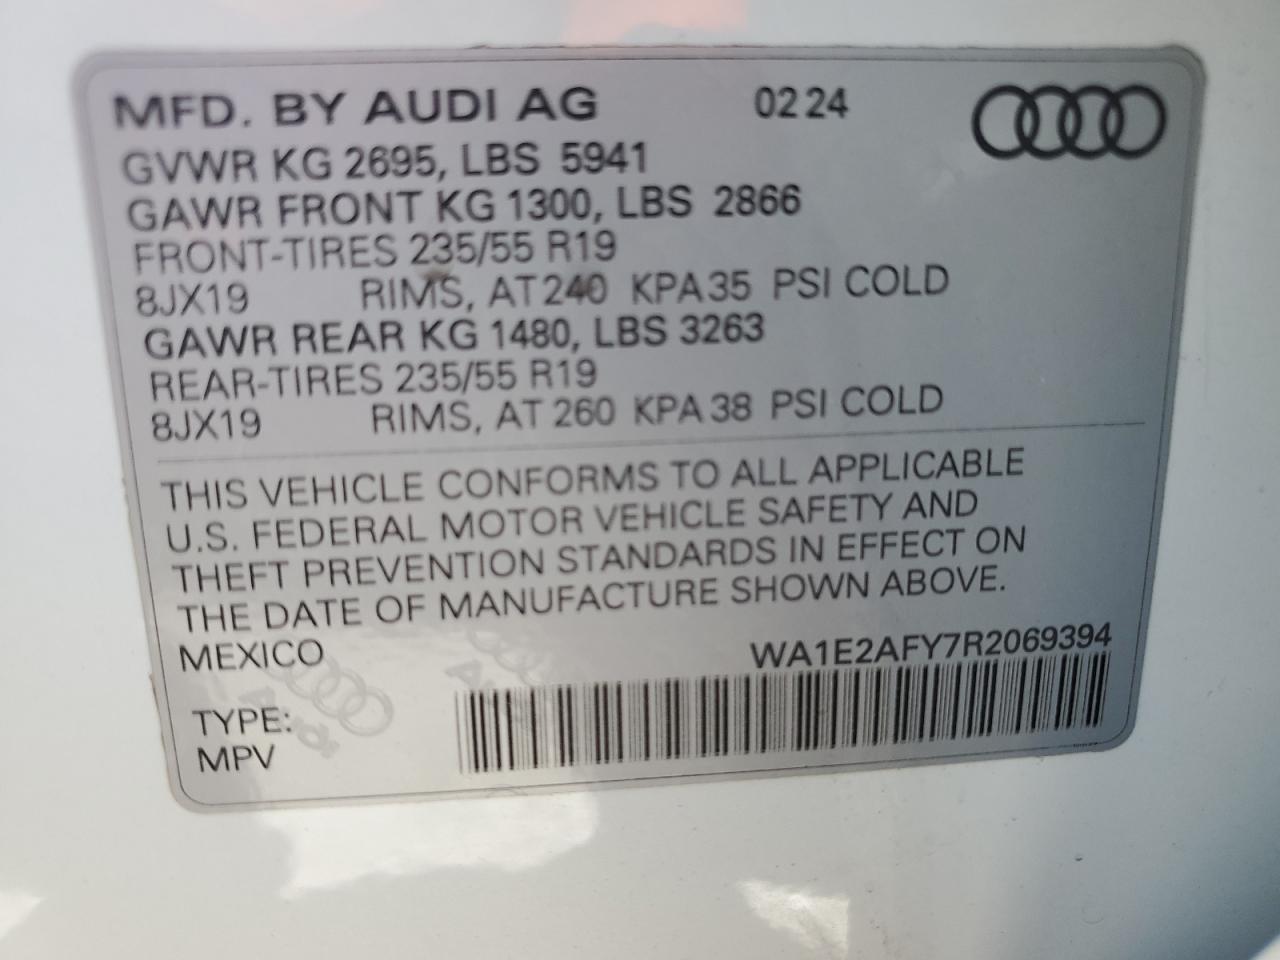 MFD. BY AUDI AG 02 24
GVWR KG 2695, LBS 5941
GAWR FRONT KG 1300, LBS 2866
FRONT-TIRES 235/55 R19
8JX19 RIMS, AT 240 KPA 35 PSI COLD
GAWR REAR KG 1480, LBS 3263
REAR-TIRES 235/55 R19
8JX19 RIMS, AT 260 KPA 38 PSI COLD
THIS VEHICLE CONFORMS TO ALL APPLICABLE
U.S. FEDERAL MOTOR VEHICLE SAFETY AND
THEFT PREVENTION STANDARDS IN EFFECT ON
THE DATE OF MANUFACTURE SHOWN ABOVE.
MEXICO WA1E2AFY7R2069394
TYPE:
MPV